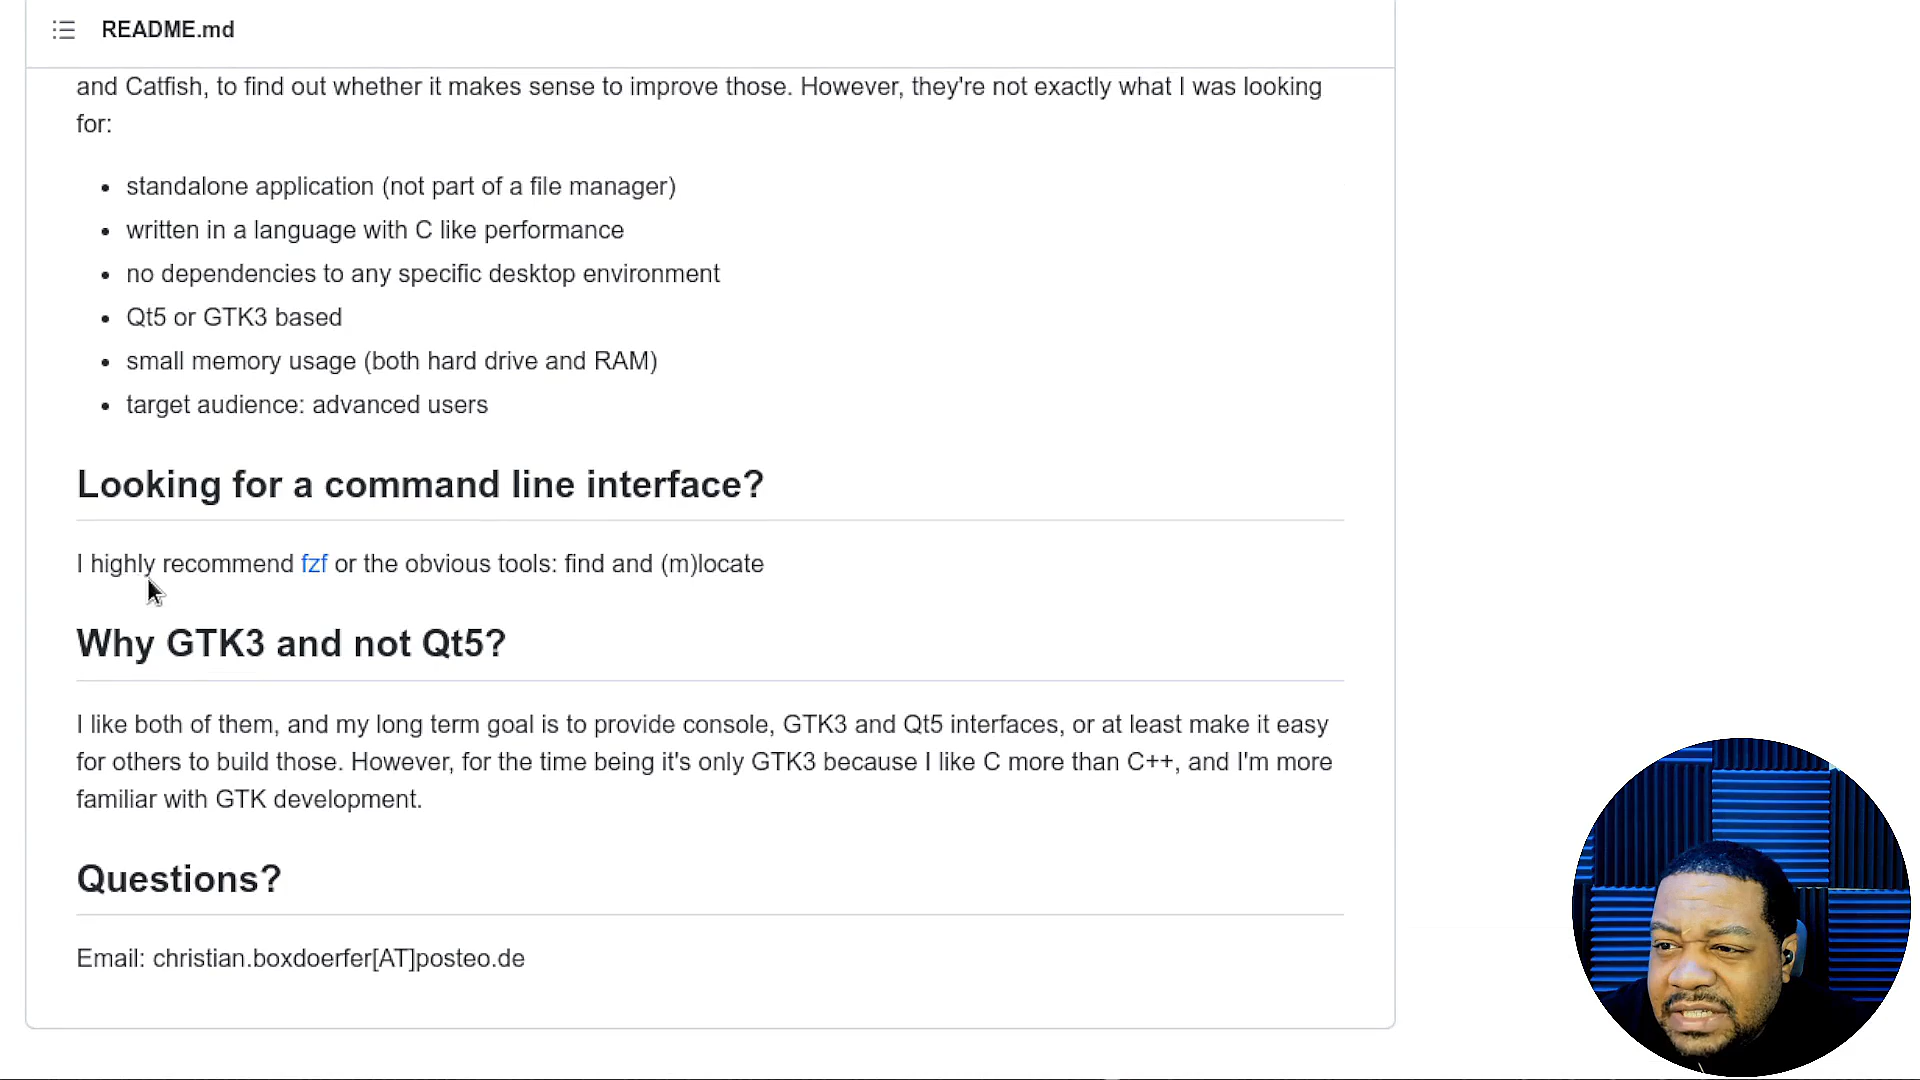 README.md
and Catfish, to find out whether it makes sense to improve those. However, they're not exactly what I was looking
for:
standalone application (not part of a file manager)
written in a language with C like performance
no dependencies to any specific desktop environment
Qt5 or GTK3 based
small memory usage (both hard drive and RAM)
target audience: advanced users
Looking for a command line interface?
I highly recommend fzf or the obvious tools: find and (m)locate
Why GTK3 and not Qt5?
I like both of them, and my long term goal is to provide console, GTK3 and Qt5 interfaces, or at least make it easy
for others to build those. However, for the time being it's only GTK3 because I like C more than C++, and I'm more
familiar with GTK development.
Questions?
Email: christian.boxdoerfer[AT]posteo.de